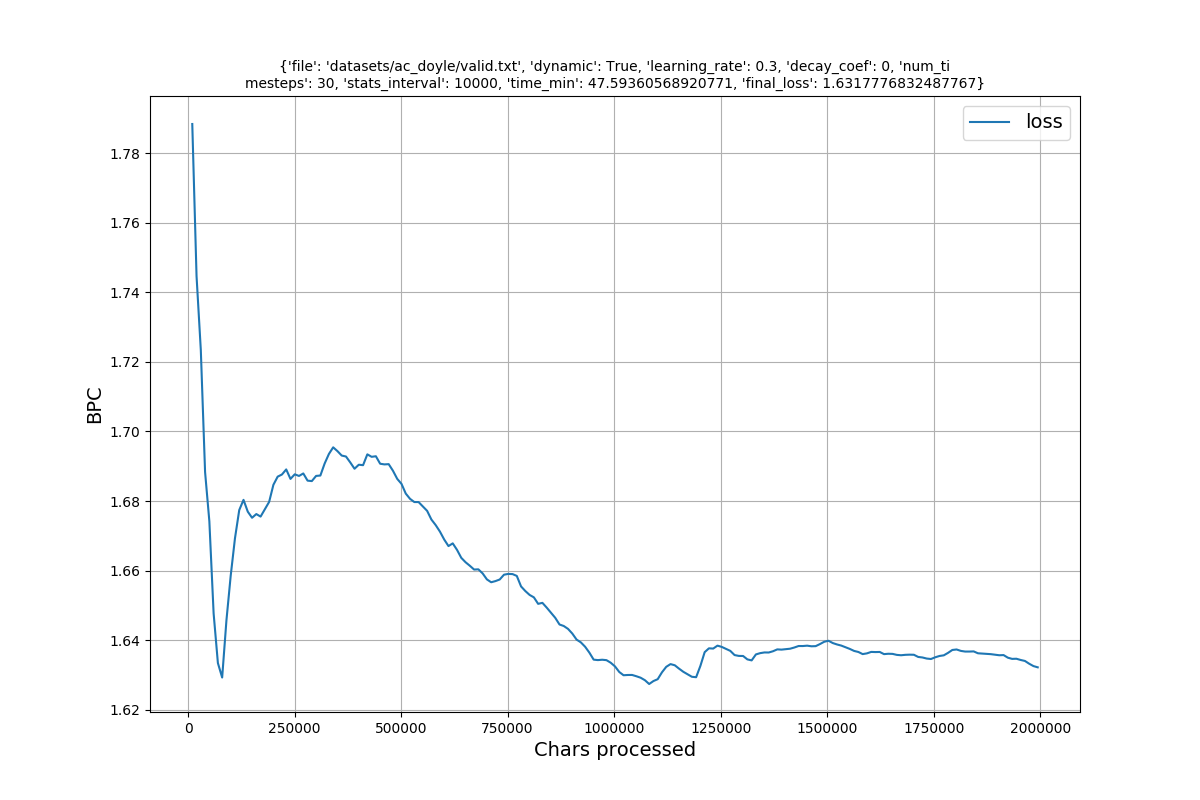 {'file': 'datasets/ac_doyle/valid.txt', 'dynamic': True, 'learning_rate': 0.3, 'decay_coef': 0, 'num_ti
mesteps': 30, 'stats_interval': 10000, 'time_min': 47.59360568920771, 'final_loss': 1.6317776832487767}
loss
1.78
1.76
1.74
1.72
1.70
1.68
1.66
1.64
1.62
BPC
0 250000 500000 750000 1000000 1250000 1500000 1750000 2000000
Chars processed